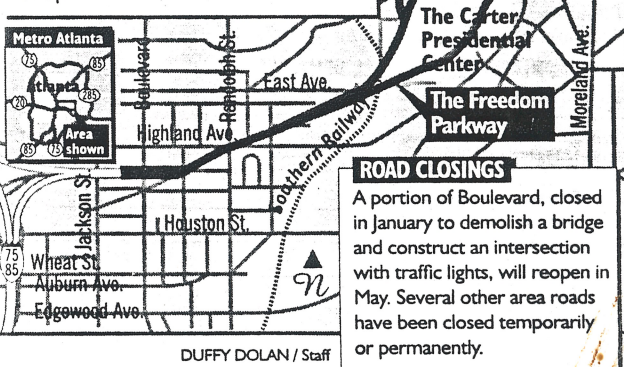 Metro Atlanta
75
85
Atlanta
20
285
Area
shown
85
75
Boulevard
Randolph St.
East Ave.
Highland Ave.
The Carter
Presidential
Center
The Freedom
Parkway
Moreland Ave.
Southern Railway
Jackson St.
Houston St.
75
85
Wheat St.
Auburn Ave.
Edgewood Ave.
N
ROAD CLOSINGS
A portion of Boulevard, closed
in January to demolish a bridge
and construct an intersection
with traffic lights, will reopen in
May. Several other area roads
have been closed temporarily
or permanently.
DUFFY DOLAN / Staff